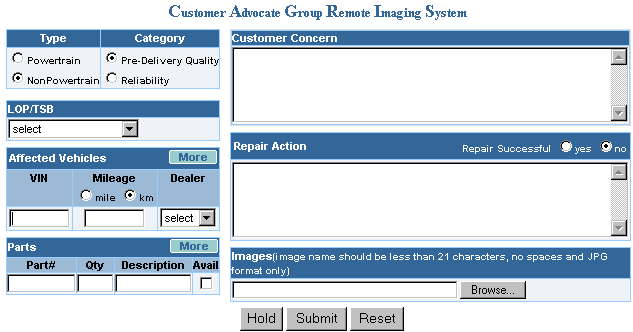 Customer Advocate Group Remote Imaging System
Type Category
Powertrain Pre-Delivery Quality
NonPowertrain Reliability
LOP/TSB
select
Affected Vehicles More
VIN Mileage Dealer
mile km
select
Parts More
Part# Qty Description Avail
Customer Concern
Repair Action Repair Successful yes no
Images(image name should be less than 21 characters, no spaces and JPG
format only)
Browse...
Hold Submit Reset